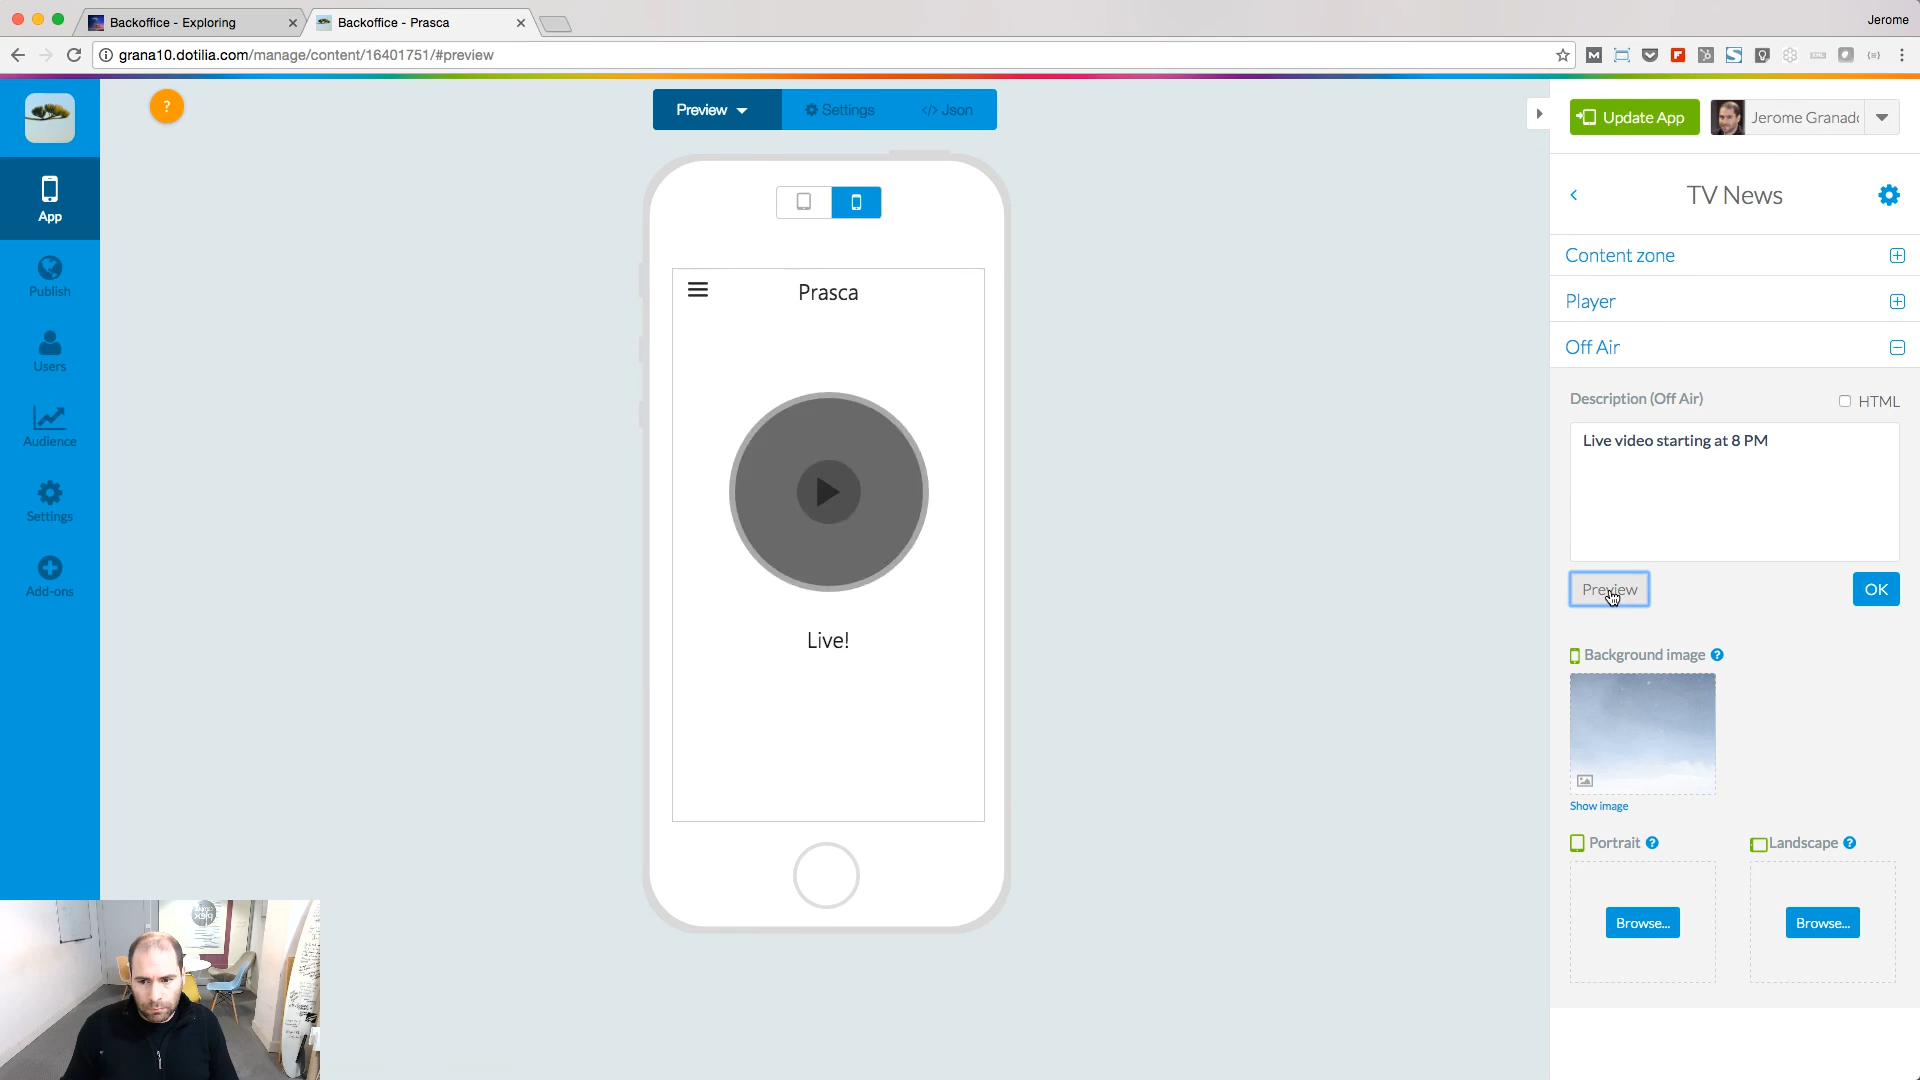 Backoffice - Exploring
Backoffice - Prasca
Jerome
grana10.dotilia.com/manage/content/16401751/#preview
?
Preview
Settings
</> Json
Update App
Jerome Granado
App
Publish
Users
Audience
Settings
Add-ons
TV News
Content zone
Player
Off Air
Description (Off Air)
HTML
Live video starting at 8 PM
Preview
OK
Prasca
Live!
Background image ?
Show image
Portrait ?
Landscape ?
Browse...
Browse...